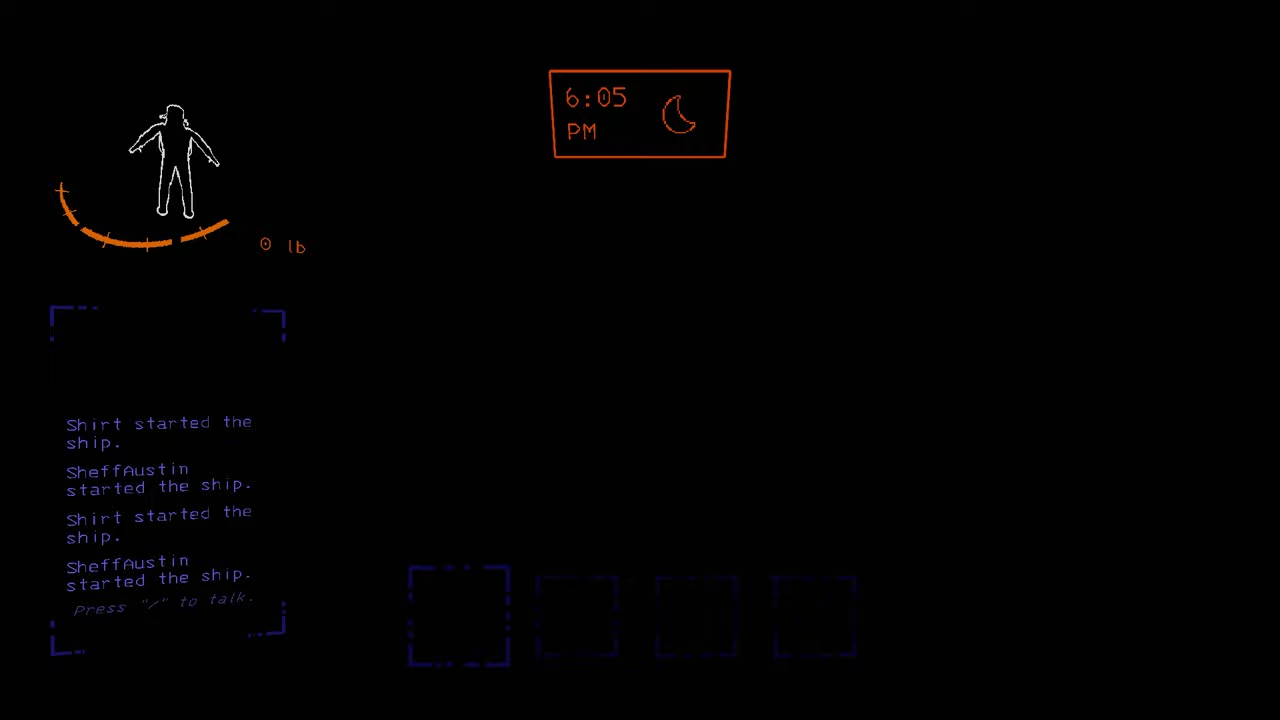 6:05
PM
0 lb
Shirt started the
ship.
SheffAustin
started the ship.
Shirt started the
ship.
SheffAustin
started the ship.
Press "/" to talk.